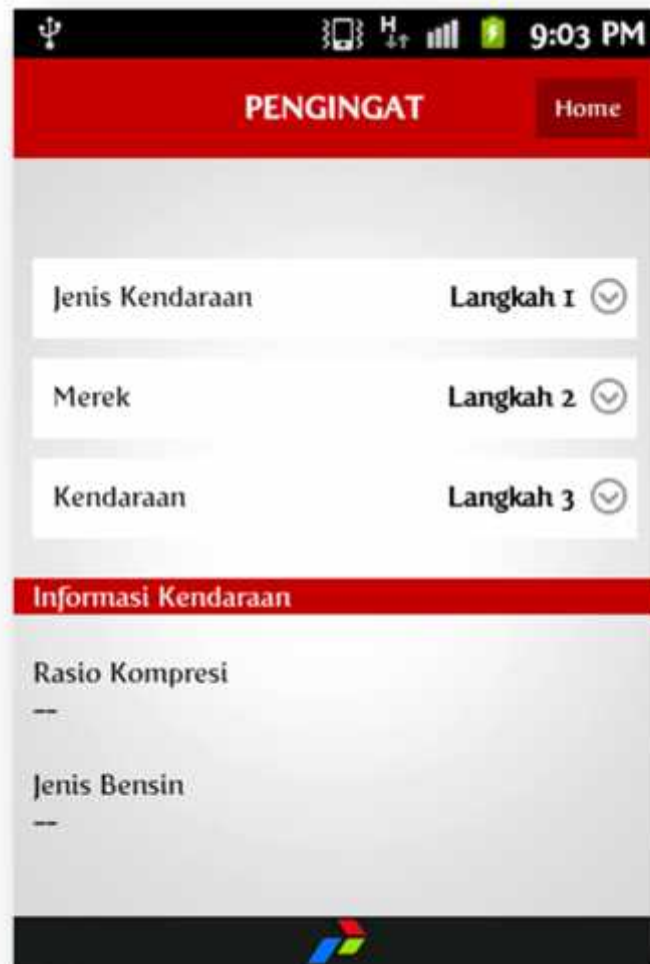 H 9:03 PM
PENGINGAT Home
Jenis Kendaraan Langkah 1
Merek Langkah 2
Kendaraan Langkah 3
Informasi Kendaraan
Rasio Kompresi
--
Jenis Bensin
--